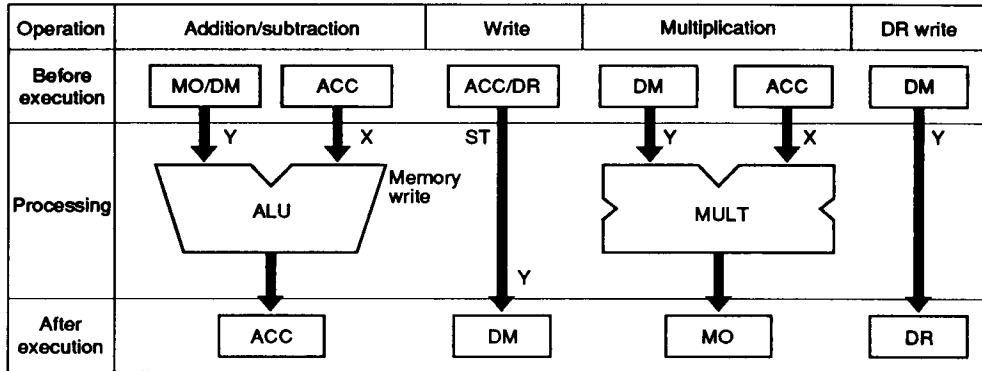 Operation Addition/subtraction Write Multiplication DR write
Before execution MO/DM ACC ACC/DR DM ACC DM
Y X ST Y X Y
Processing ALU Memory write MULT
Y
After execution ACC DM MO DR